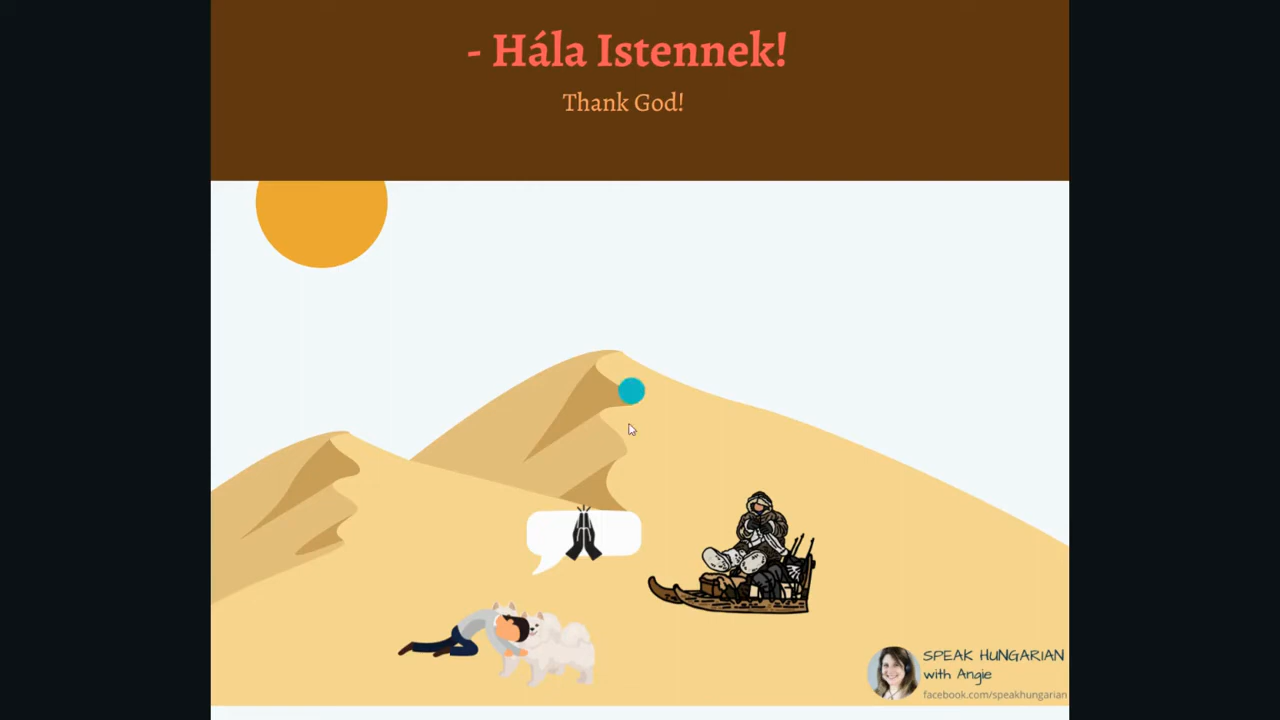 - Hála Istennek!
Thank God!
SPEAK HUNGARIAN
with Angie
facebook.com/speakhungarian